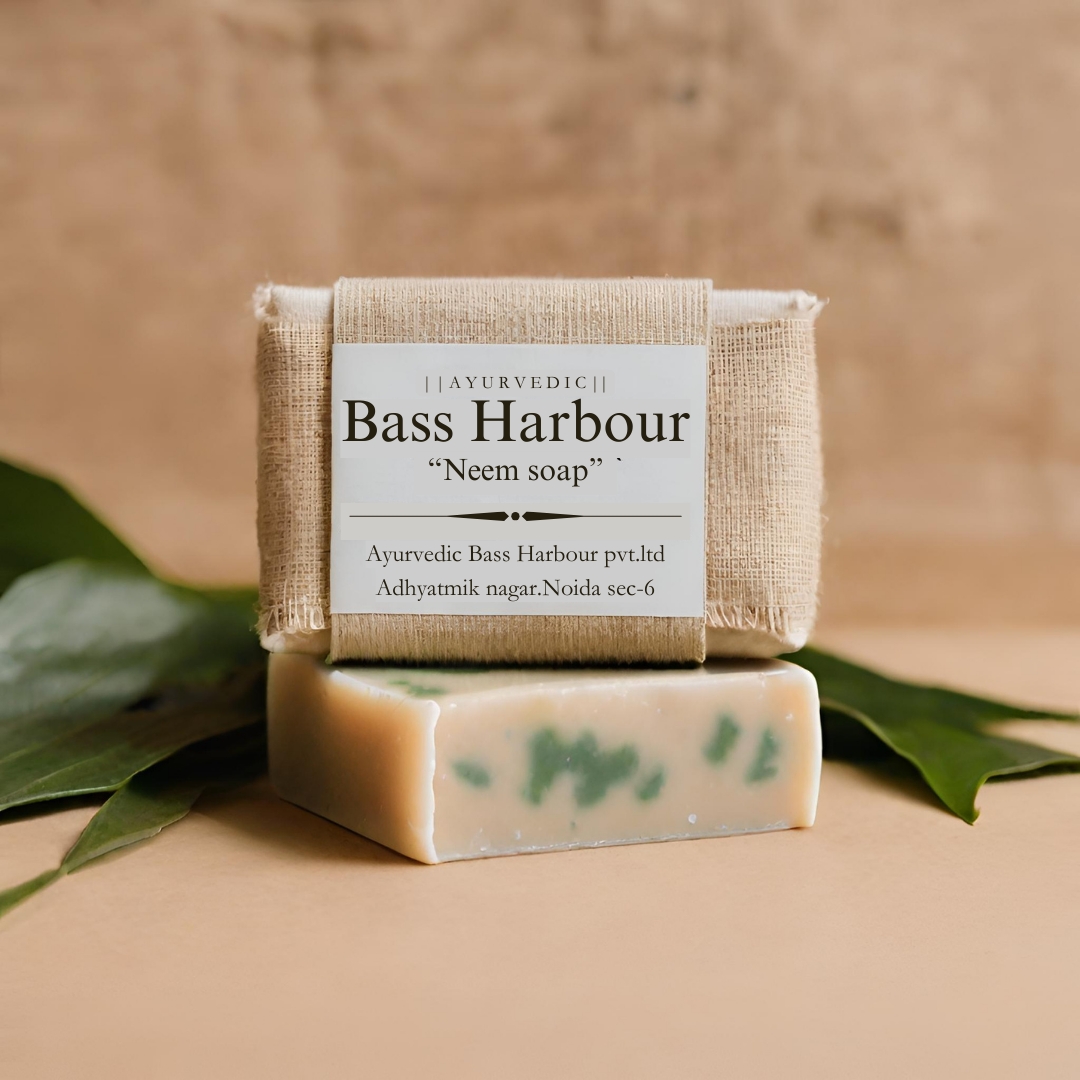 ||AYURVEDIC||
Bass Harbour
“Neem soap” `
Ayurvedic Bass Harbour pvt.ltd
Adhyatmik nagar.Noida sec-6